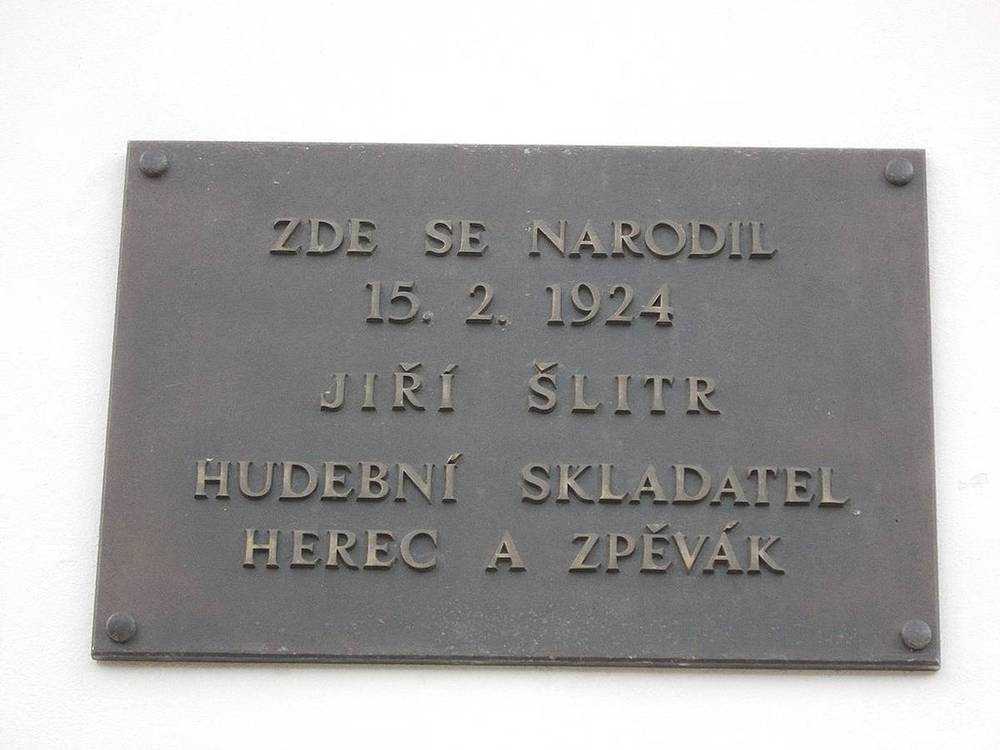 ZDE SE NARODIL
15. 2. 1924
JIŘÍ ŠLITR
HUDEBNÍ SKLADATEL
HEREC A ZPĚVÁK